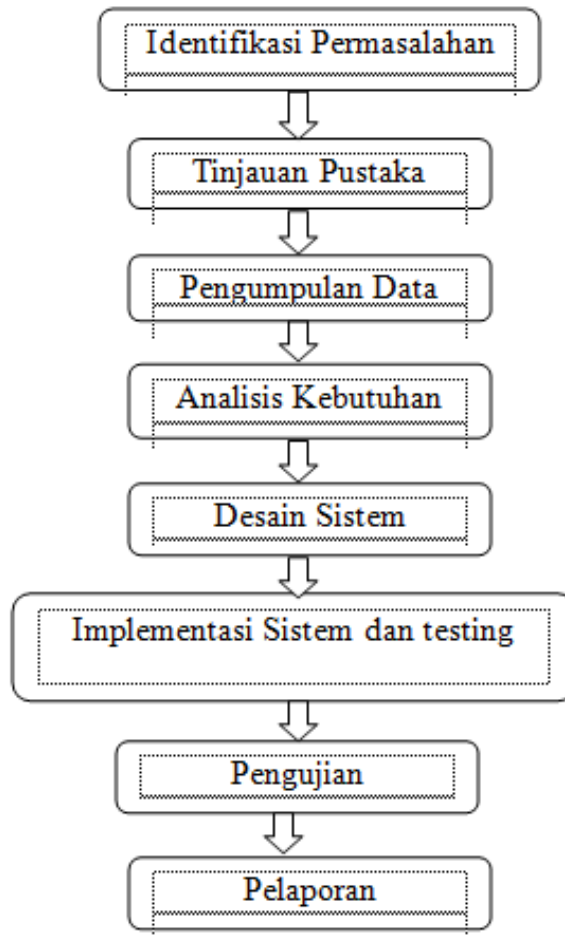 Identifikasi Permasalahan
Tinjauan Pustaka
Pengumpulan Data
Analisis Kebutuhan
Desain Sistem
Implementasi Sistem dan testing
Pengujian
Pelaporan